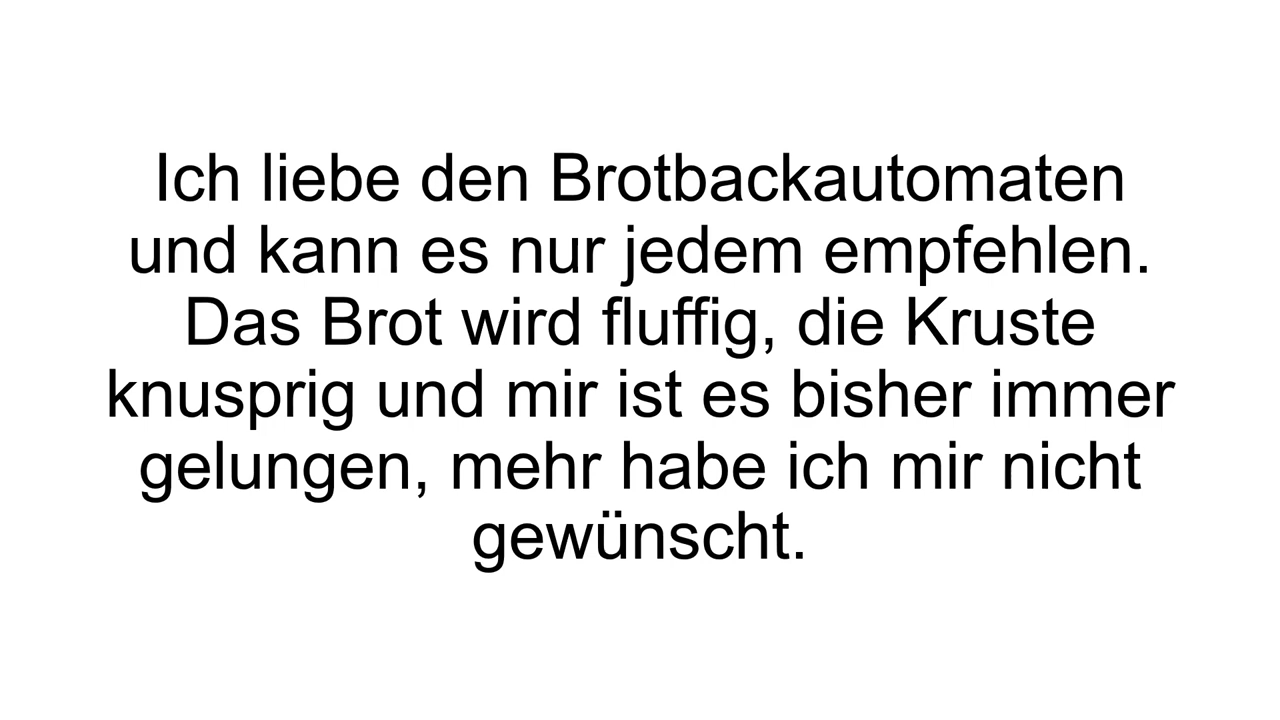 Ich liebe den Brotbackautomaten
und kann es nur jedem empfehlen.
Das Brot wird fluffig, die Kruste
knusprig und mir ist es bisher immer
gelungen, mehr habe ich mir nicht
gewünscht.